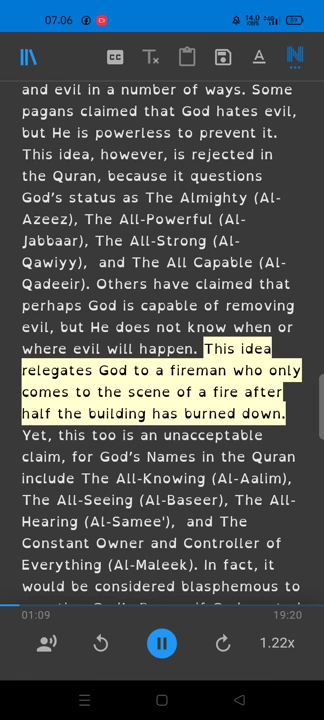 07.06
14.0 KB/S
57
CC
T×
A
N
and evil in a number of ways. Some
pagans claimed that God hates evil,
but He is powerless to prevent it.
This idea, however, is rejected in
the Quran, because it questions
God's status as The Almighty (Al-
Azeez), The All-Powerful (Al-
Jabbaar), The All-Strong (Al-
Qawiyy),  and The All Capable (Al-
Qadeeir). Others have claimed that
perhaps God is capable of removing
evil, but He does not know when or
where evil will happen. This idea
relegates God to a fireman who only
comes to the scene of a fire after
half the building has burned down.
Yet, this too is an unacceptable
claim, for God's Names in the Quran
include The All-Knowing (Al-Aalim),
The All-Seeing (Al-Baseer), The All-
Hearing (Al-Samee'),  and The
Constant Owner and Controller of
Everything (Al-Maleek). In fact, it
would be considered blasphemous to
01:09
19:20
1.22x